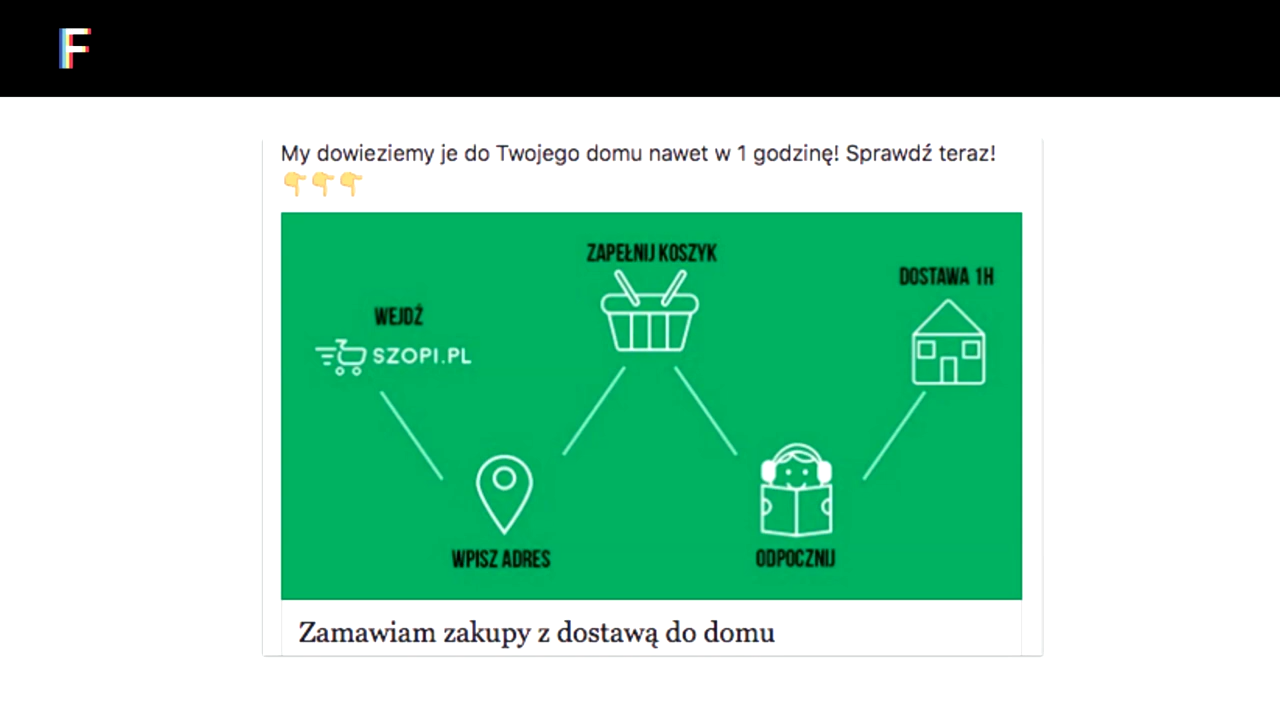 F
My dowieziemy je do Twojego domu nawet w 1 godzinę! Sprawdź teraz!
👇👇👇
ZAPEŁNIJ KOSZYK
DOSTAWA 1H
WEJDŹ
SZOPI.PL
WPISZ ADRES
ODPOCZNIJ
Zamawiam zakupy z dostawą do domu